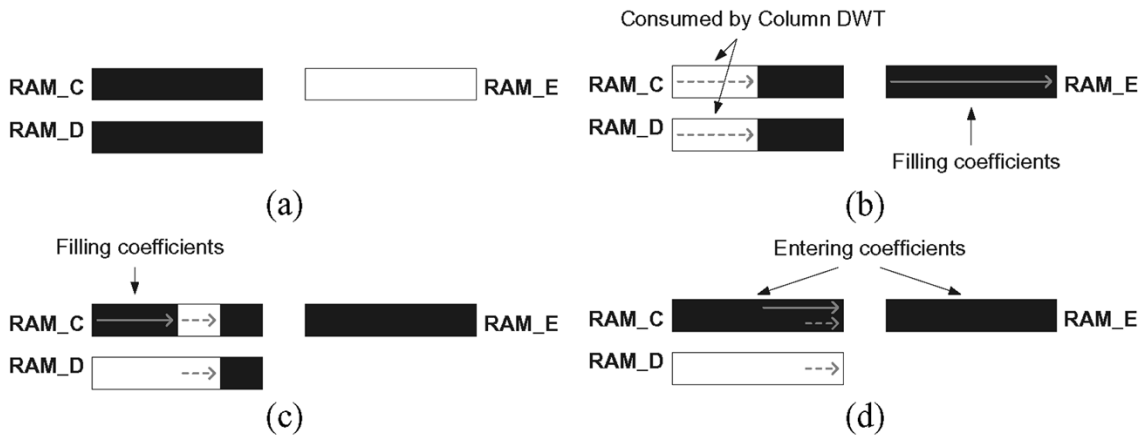 RAM_C
RAM_E
RAM_D
(a)
Consumed by Column DWT
RAM_C
RAM_E
RAM_D
Filling coefficients
(b)
Filling coefficients
RAM_C
RAM_E
RAM_D
(c)
Entering coefficients
RAM_C
RAM_E
RAM_D
(d)